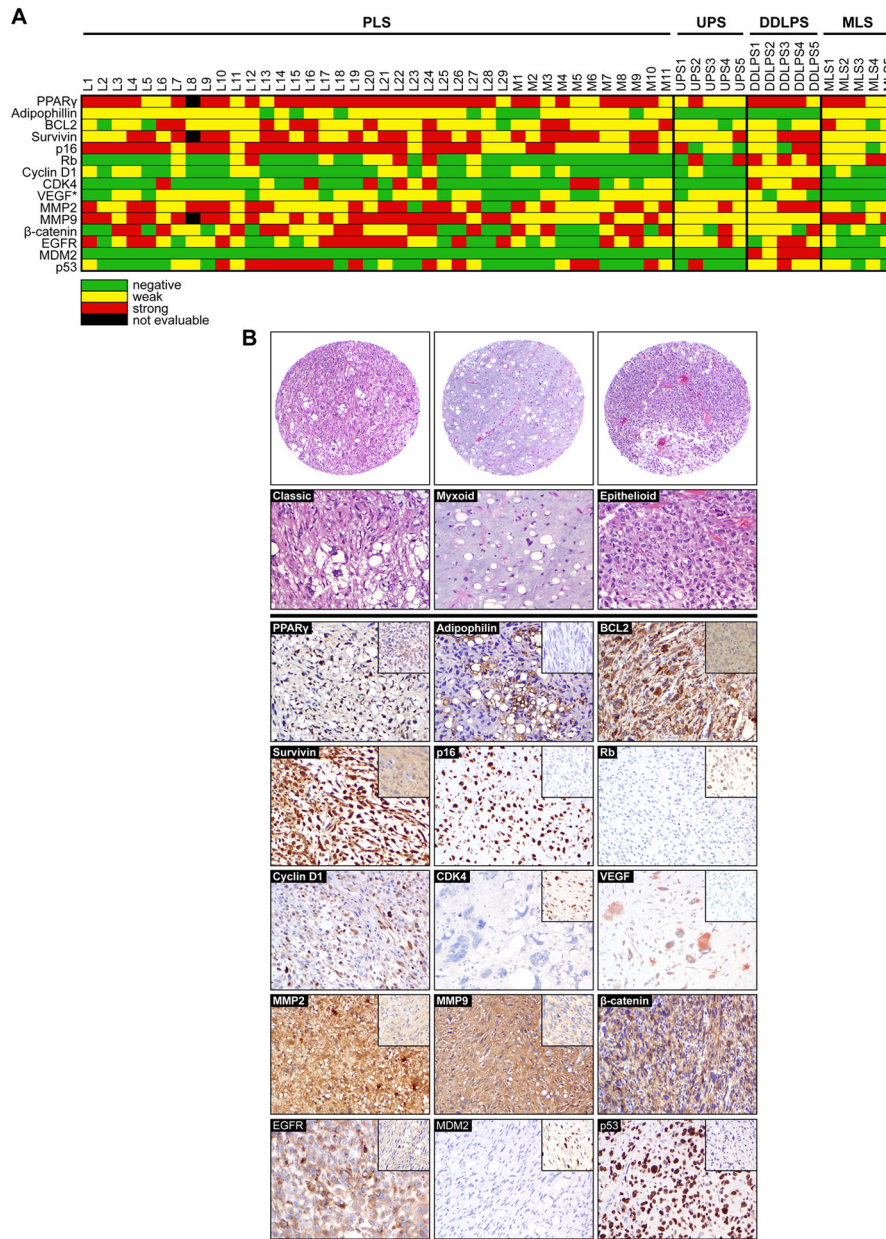 A
PLS UPS DDLPS MLS
L1 L2 L3 L4 L5 L6 L7 L8 L9 L10 L11 L12 L13 L14 L15 L16 L17 L18 L19 L20 L21 L22 L23 L24 L25 L26 L27 L28 L29 M1 M2 M3 M4 M5 M6 M7 M8 M9 M10 M11 UPS1 UPS2 UPS3 UPS4 UPS5 DDLPS1 DDLPS2 DDLPS3 DDLPS4 DDLPS5 MLS1 MLS2 MLS3 MLS4
PPARγ
Adipophillin
BCL2
Survivin
p16
Rb
Cyclin D1
CDK4
VEGF*
MMP2
MMP9
β-catenin
EGFR
MDM2
p53
negative
weak
strong
not evaluable
B
Classic Myxoid Epithelioid
PPARγ Adipophilin BCL2
Survivin p16 Rb
Cyclin D1 CDK4 VEGF
MMP2 MMP9 β-catenin
EGFR MDM2 p53